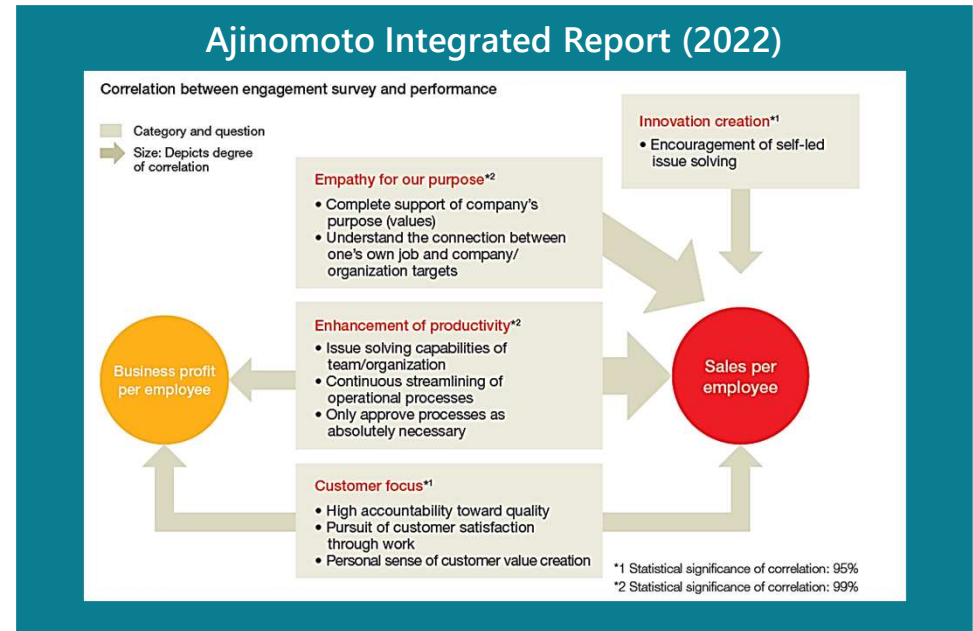 Ajinomoto Integrated Report (2022)
Correlation between engagement survey and performance
Category and question
Size: Depicts degree
of correlation
Innovation creation*1
• Encouragement of self-led
issue solving
Empathy for our purpose*2
• Complete support of company's
purpose (values)
• Understand the connection between
one's own job and company/
organization targets
Enhancement of productivity*2
• Issue solving capabilities of
team/organization
• Continuous streamlining of
operational processes
• Only approve processes as
absolutely necessary
Business profit
per employee
Sales per
employee
Customer focus*1
• High accountability toward quality
• Pursuit of customer satisfaction
through work
• Personal sense of customer value creation
*1 Statistical significance of correlation: 95%
*2 Statistical significance of correlation: 99%